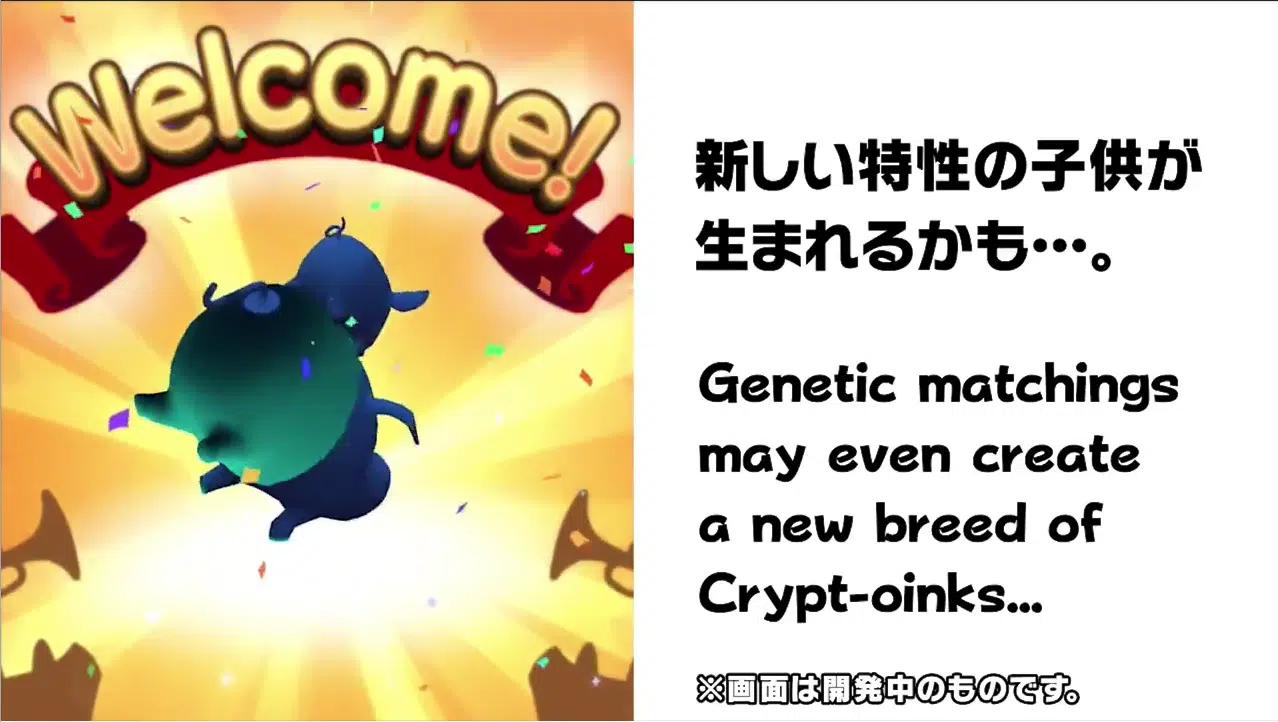 Welcome!
新しい特性の子供が
生まれるかも…。
Genetic matchings
may even create
a new breed of
Crypt-oinks...
※画面は開発中のものです。